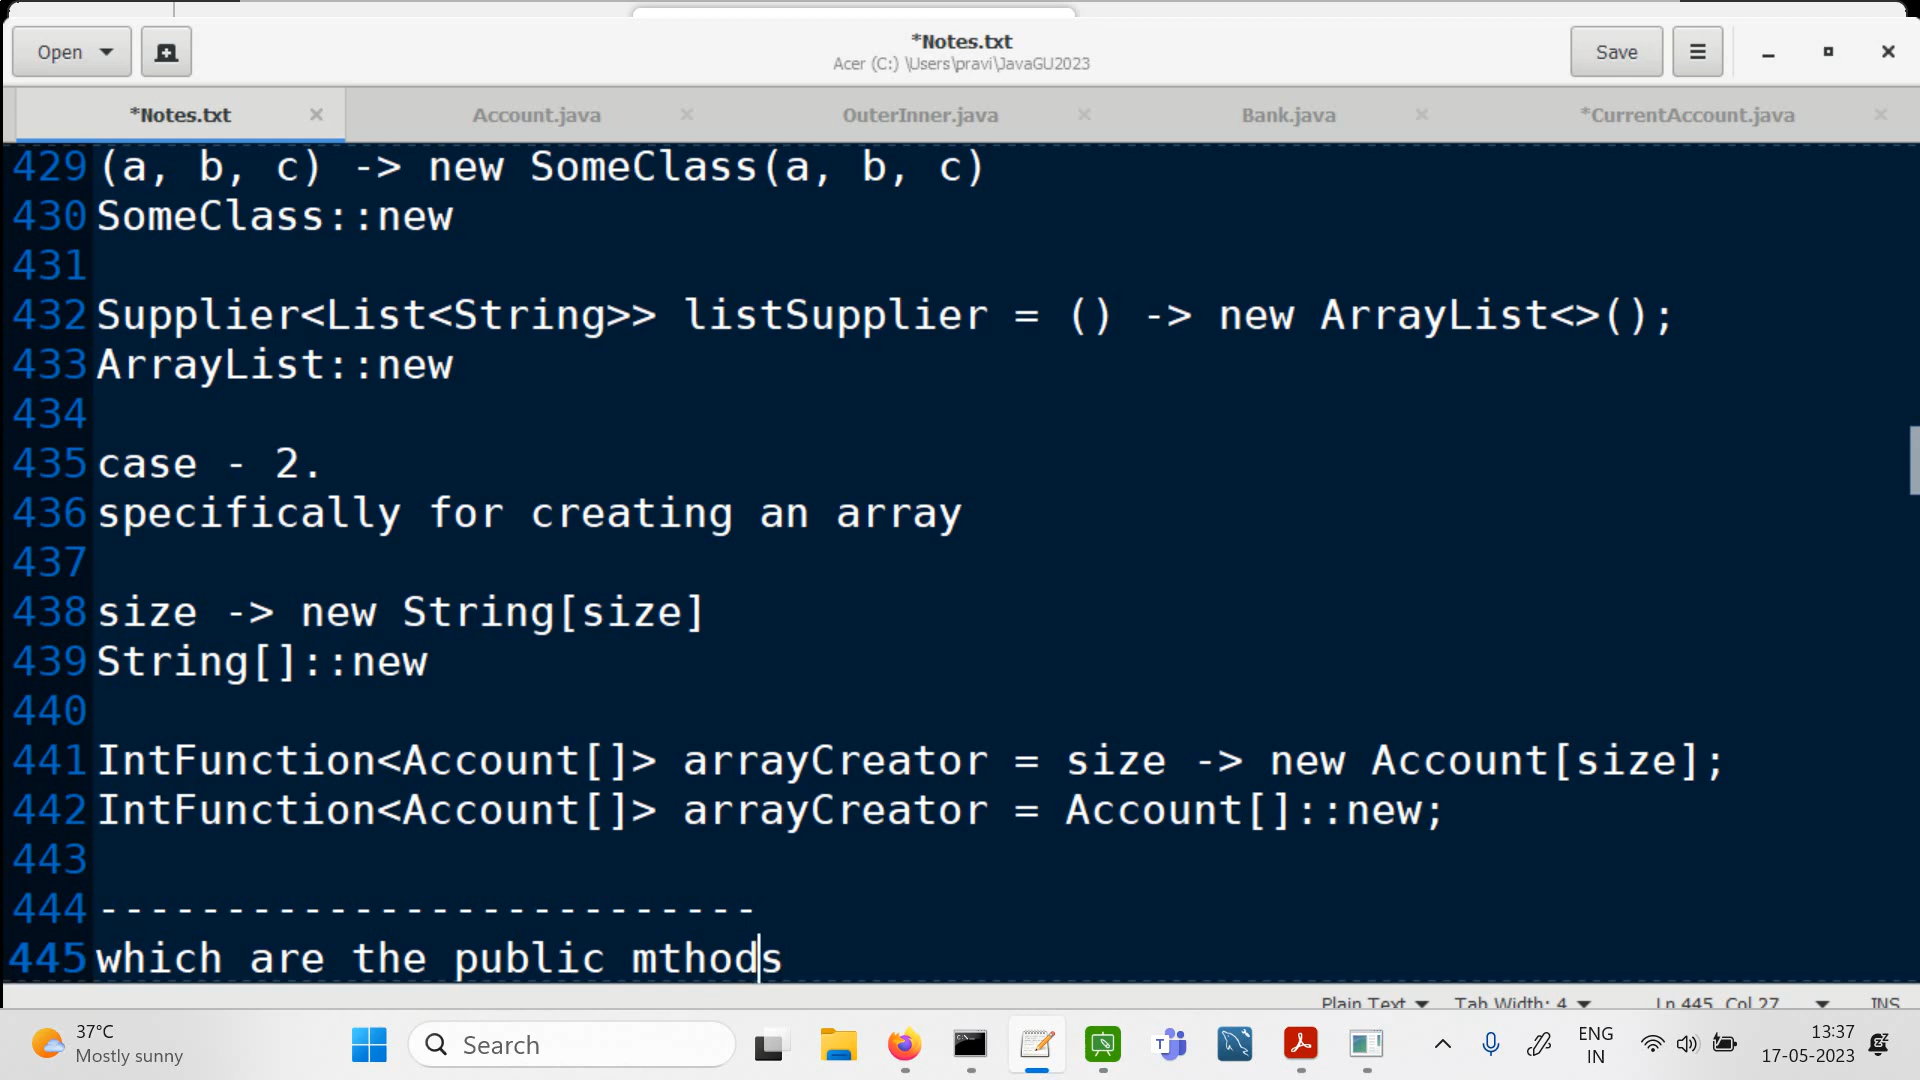 *Notes.txt
Open
Acer (C:) \Users\pravi\JavaGU2023
Save
*Notes.txt
Account.java
OuterInner.java
Bank.java
*CurrentAccount.java
429 (a, b, c) -> new SomeClass(a, b, c)
430 SomeClass::new
431
432 Supplier<List<String>> listSupplier = () -> new ArrayList<>();
433 ArrayList::new
434
435 case - 2.
436 specifically for creating an array
437
438 size -> new String[size]
439 String[]::new
440
441 IntFunction<Account[]> arrayCreator = size -> new Account[size];
442 IntFunction<Account[]> arrayCreator = Account[]::new;
443
444 --------------------------
445 which are the public mthods
Plain Text Tab Width: 4 Ln 445, Col 27 INS
37°C
Mostly sunny
Search
ENG
IN
13:37
17-05-2023